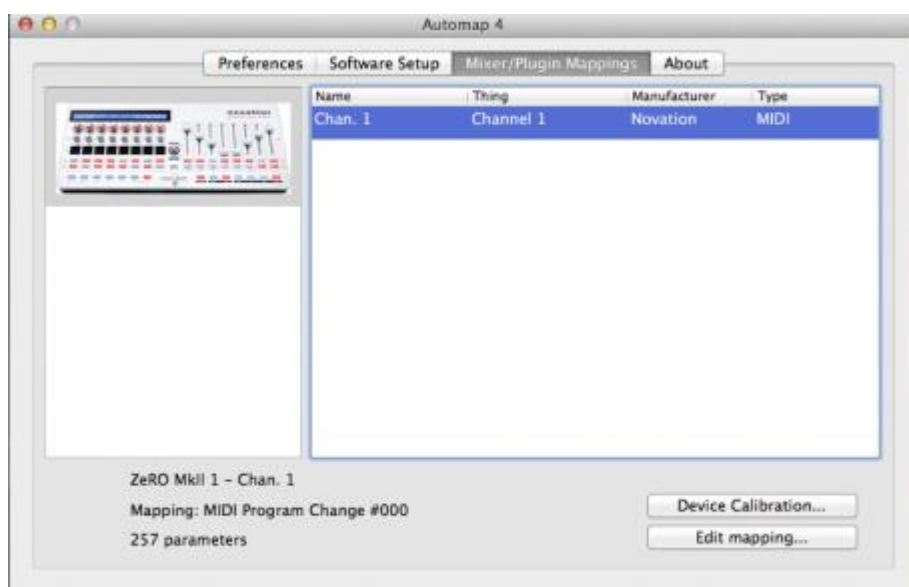 Automap 4
Preferences Software Setup Mixer/Plugin Mappings About
Name Thing Manufacturer Type
Chan. 1 Channel 1 Novation MIDI
ZeRO MkII 1 – Chan. 1
Mapping: MIDI Program Change #000
257 parameters
Device Calibration...
Edit mapping...